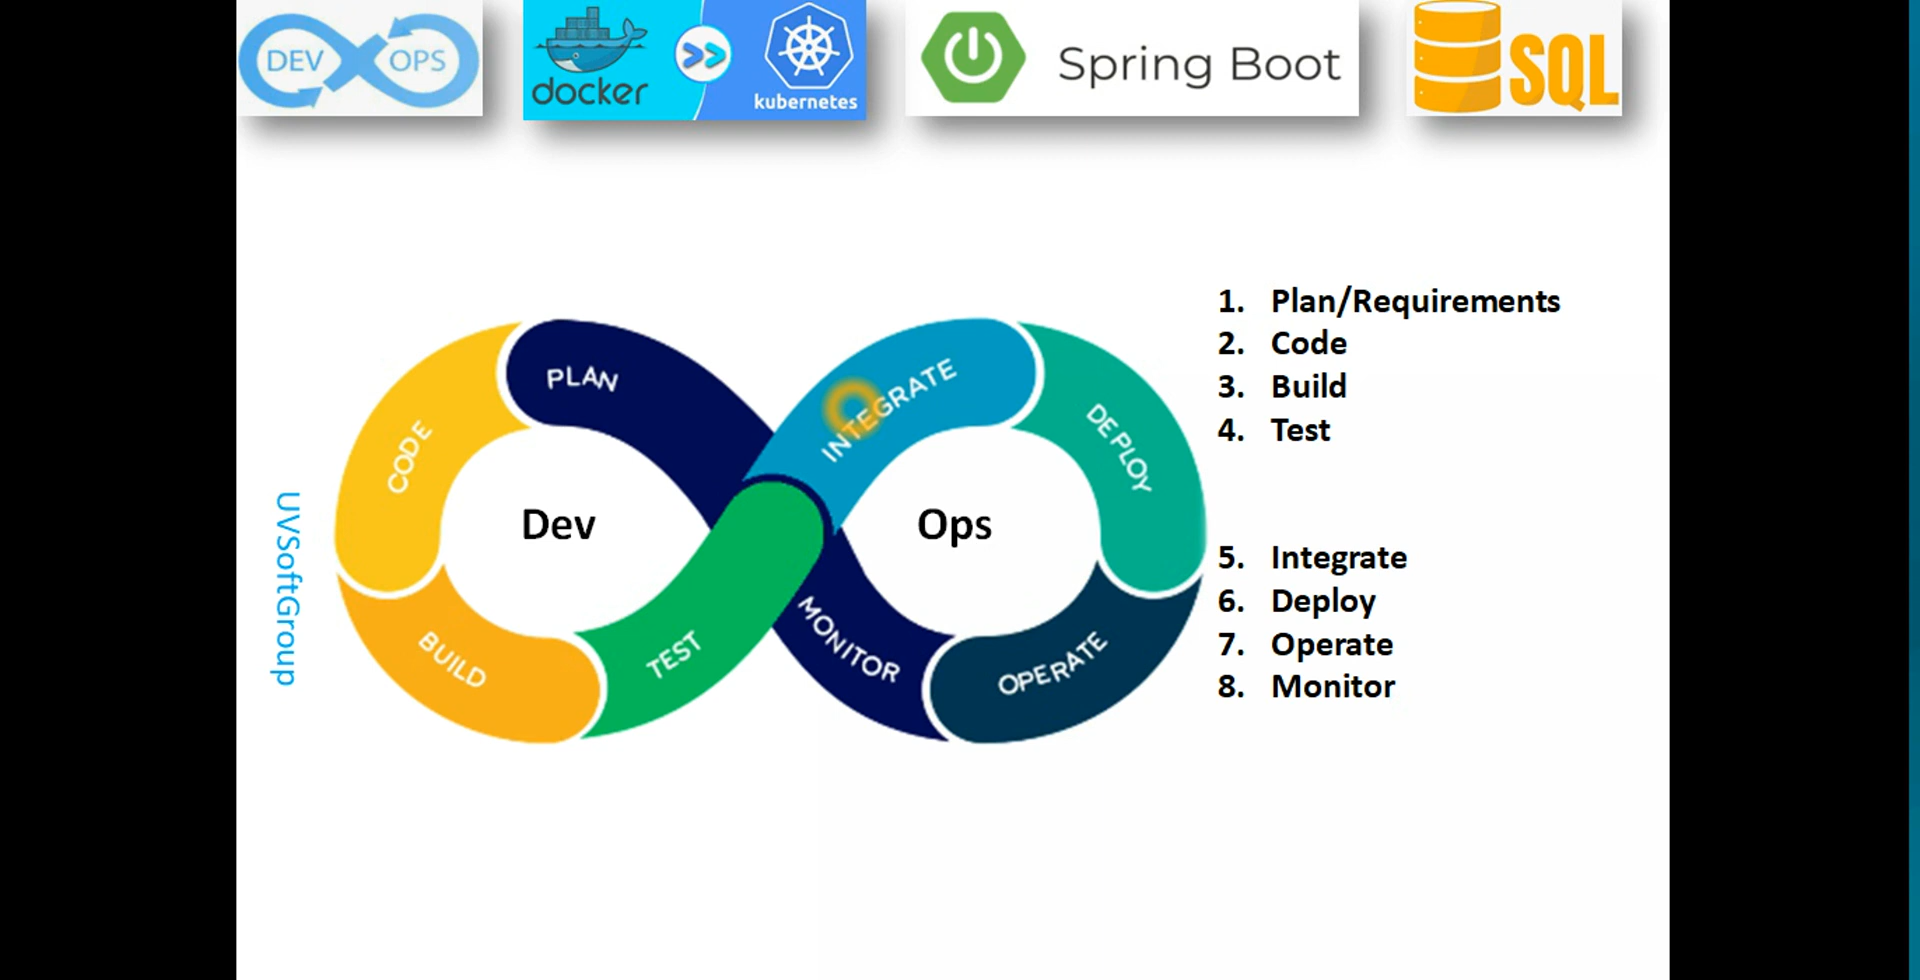 DEV OPS
docker
kubernetes
Spring Boot
SQL
PLAN
CODE
BUILD
TEST
INTEGRATE
DEPLOY
OPERATE
MONITOR
Dev
Ops
1. Plan/Requirements
2. Code
3. Build
4. Test
5. Integrate
6. Deploy
7. Operate
8. Monitor
UVSoftGroup